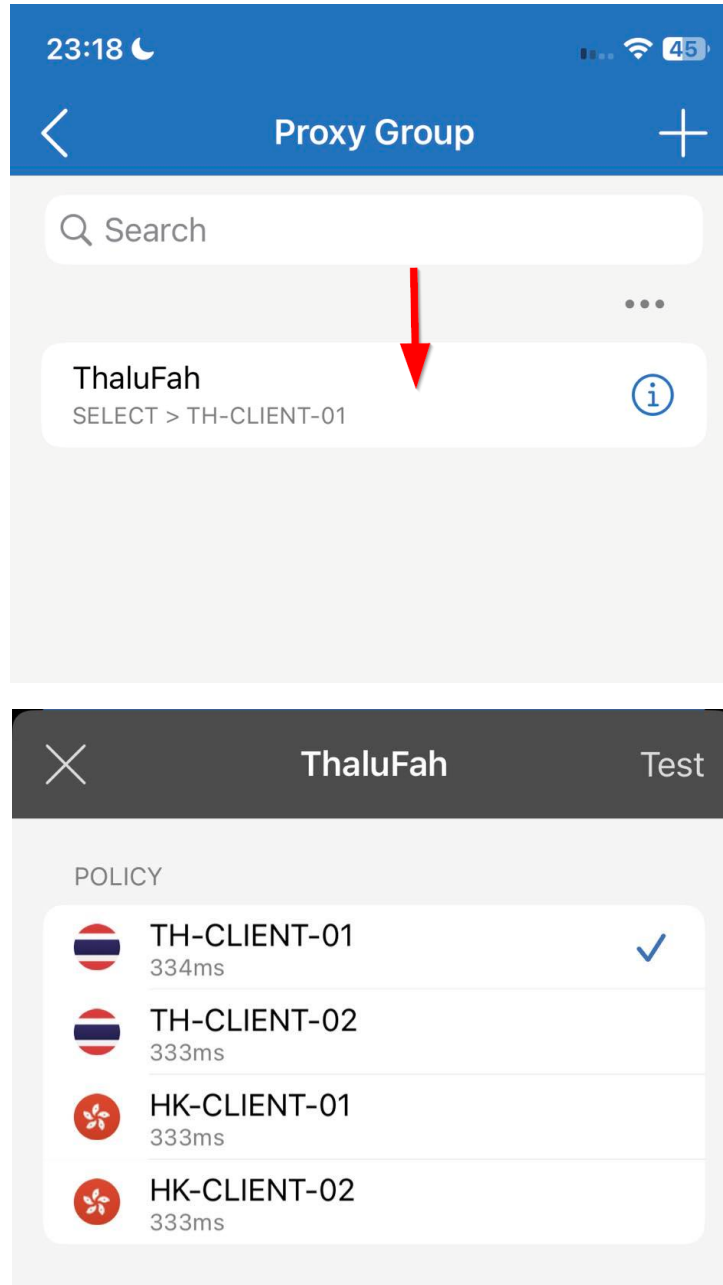 23:18
45
Proxy Group
Search
ThaluFah
SELECT > TH-CLIENT-01
ThaluFah
Test
POLICY
TH-CLIENT-01
334ms
TH-CLIENT-02
333ms
HK-CLIENT-01
333ms
HK-CLIENT-02
333ms